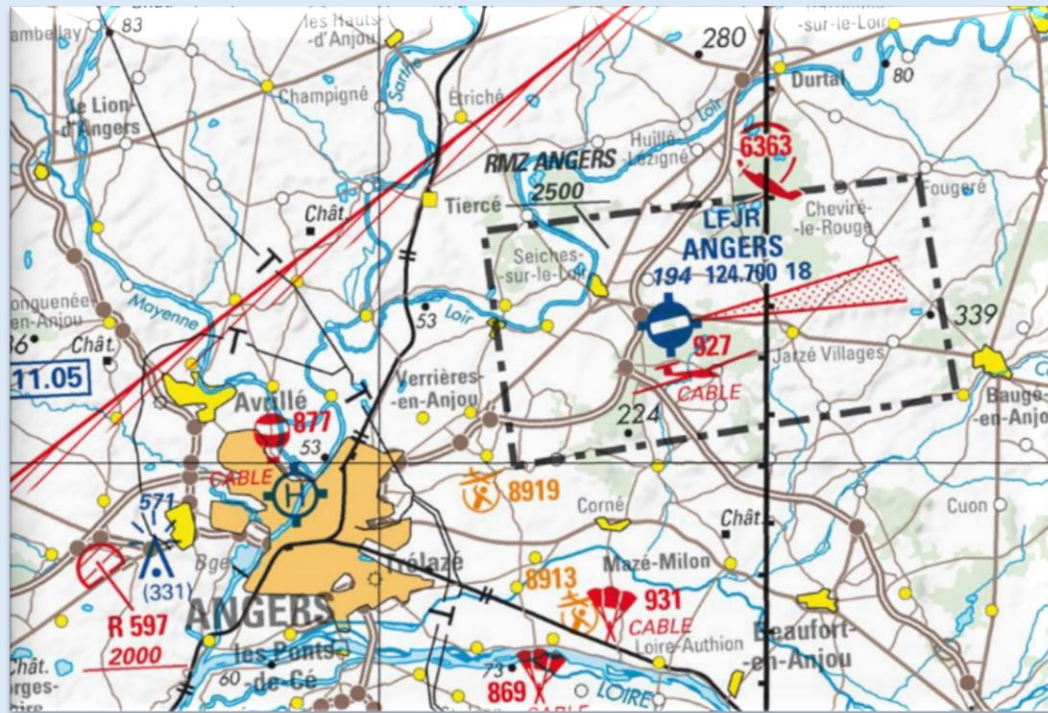 83
les Hauts-
-d'Anjou
-sur-le-Loir
280
Durtal
80
Champigné
Sarthe
Étriché
le Lion-
d'Angers
Loir
Huillé
-Lézigné
6363
RMZ ANGERS
2500
Tiercé
Chât.
Fougeré
Cheviré-
-le-Rouge
LFJR
ANGERS
194 124.700 18
Seiches-
-sur-le-Loir
Mayenne
-en-Anjou
Chât.
53
Loir
339
927
CABLE
Jarzé Villages
11.05
Verrières-
-en-Anjou
Avrillé
877
CABLE
53
224
Baugé-
-en-Anjou
8919
571
(331)
Corné
Chât.
Cuon
Trélazé
8913
Mazé-Milon
931
CABLE
R 597
2000
ANGERS
les Ponts-
-de-Cé
60
Loire-Authion
Beaufort-
-en-Anjou
Chât.
73
869
CABLE
LOIRE